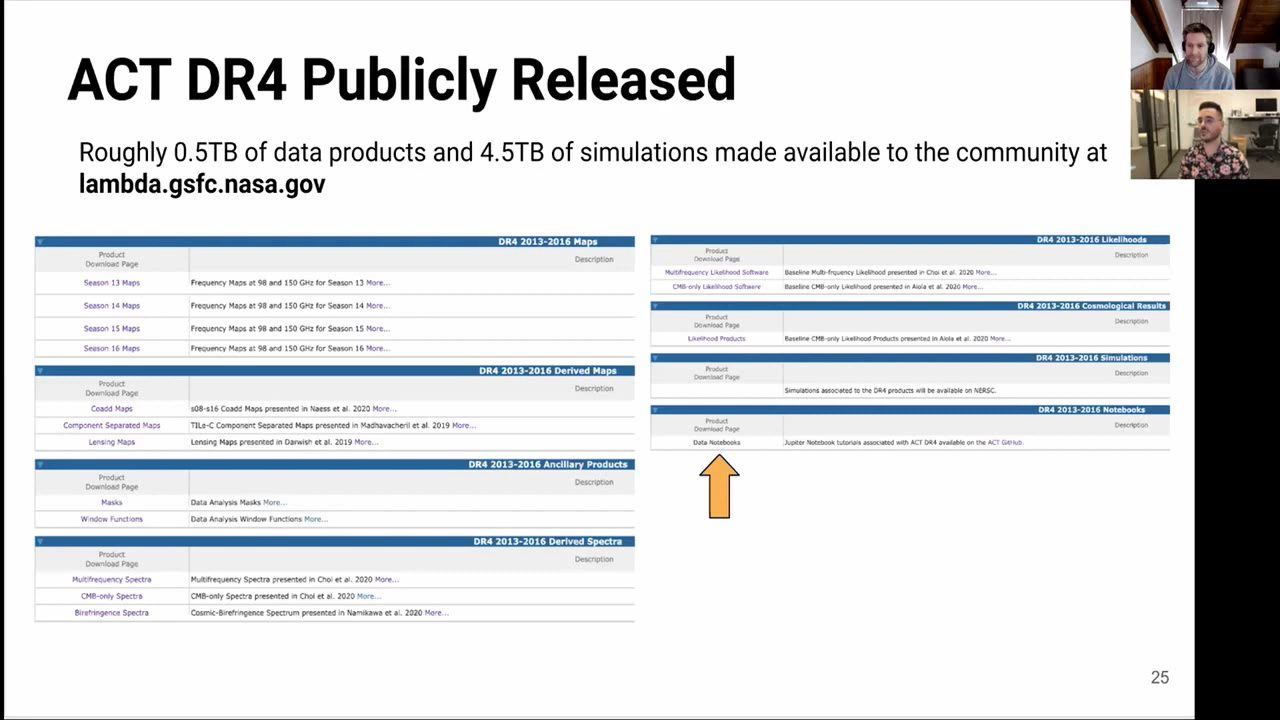 ACT DR4 Publicly Released
Roughly 0.5TB of data products and 4.5TB of simulations made available to the community at
lambda.gsfc.nasa.gov
DR4 2013-2016 Maps
Product
Download Page
Description
Season 13 Maps Frequency Maps at 98 and 150 GHz for Season 13 More...
Season 14 Maps Frequency Maps at 98 and 150 GHz for Season 14 More...
Season 15 Maps Frequency Maps at 98 and 150 GHz for Season 15 More...
Season 16 Maps Frequency Maps at 98 and 150 GHz for Season 16 More...
DR4 2013-2016 Derived Maps
Product
Download Page
Description
Coadd Maps s08-s16 Coadd Maps presented in Naess et al. 2020 More...
Component Separated Maps TILe-C Component Separated Maps presented in Madhavacheril et al. 2019 More...
Lensing Maps Lensing Maps presented in Darwish et al. 2019 More...
DR4 2013-2016 Ancillary Products
Product
Download Page
Description
Masks Data Analysis Masks More...
Window Functions Data Analysis Window Functions More...
DR4 2013-2016 Derived Spectra
Product
Download Page
Description
Multifrequency Spectra Multifrequency Spectra presented in Choi et al. 2020 More...
CMB-only Spectra CMB-only Spectra presented in Choi et al. 2020 More...
Birefringence Spectra Cosmic-Birefringence Spectrum presented in Namikawa et al. 2020 More...
DR4 2013-2016 Likelihoods
Product
Download Page
Description
Multifrequency Likelihood Software Baseline Multi-frquency Likelihood presented in Choi et al. 2020 More...
CMB-only Likelihood Software Baseline CMB-only Likelihood presented in Aiola et al. 2020 More...
DR4 2013-2016 Cosmological Results
Product
Download Page
Description
Likelihood Products Baseline CMB-only Likelihood Products presented in Aiola et al. 2020 More...
DR4 2013-2016 Simulations
Product
Download Page
Description
Simulations associated to the DR4 products will be available on NERSC.
DR4 2013-2016 Notebooks
Product
Download Page
Description
Data Notebooks Jupiter Notebook tutorials associated with ACT DR4 available on the ACT GitHub.
25